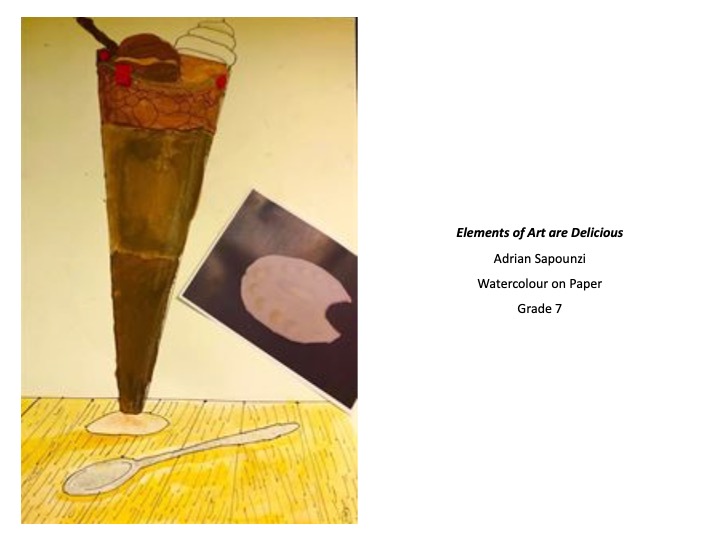 Elements of Art are Delicious
Adrian Sapounzi
Watercolour on Paper
Grade 7